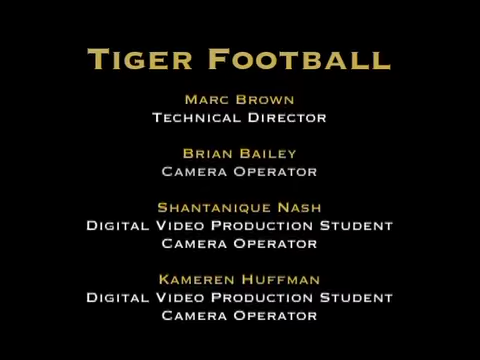 Tiger Football
Marc Brown
Technical Director
Brian Bailey
Camera Operator
Shantanique Nash
Digital Video Production Student
Camera Operator
Kameren Huffman
Digital Video Production Student
Camera Operator